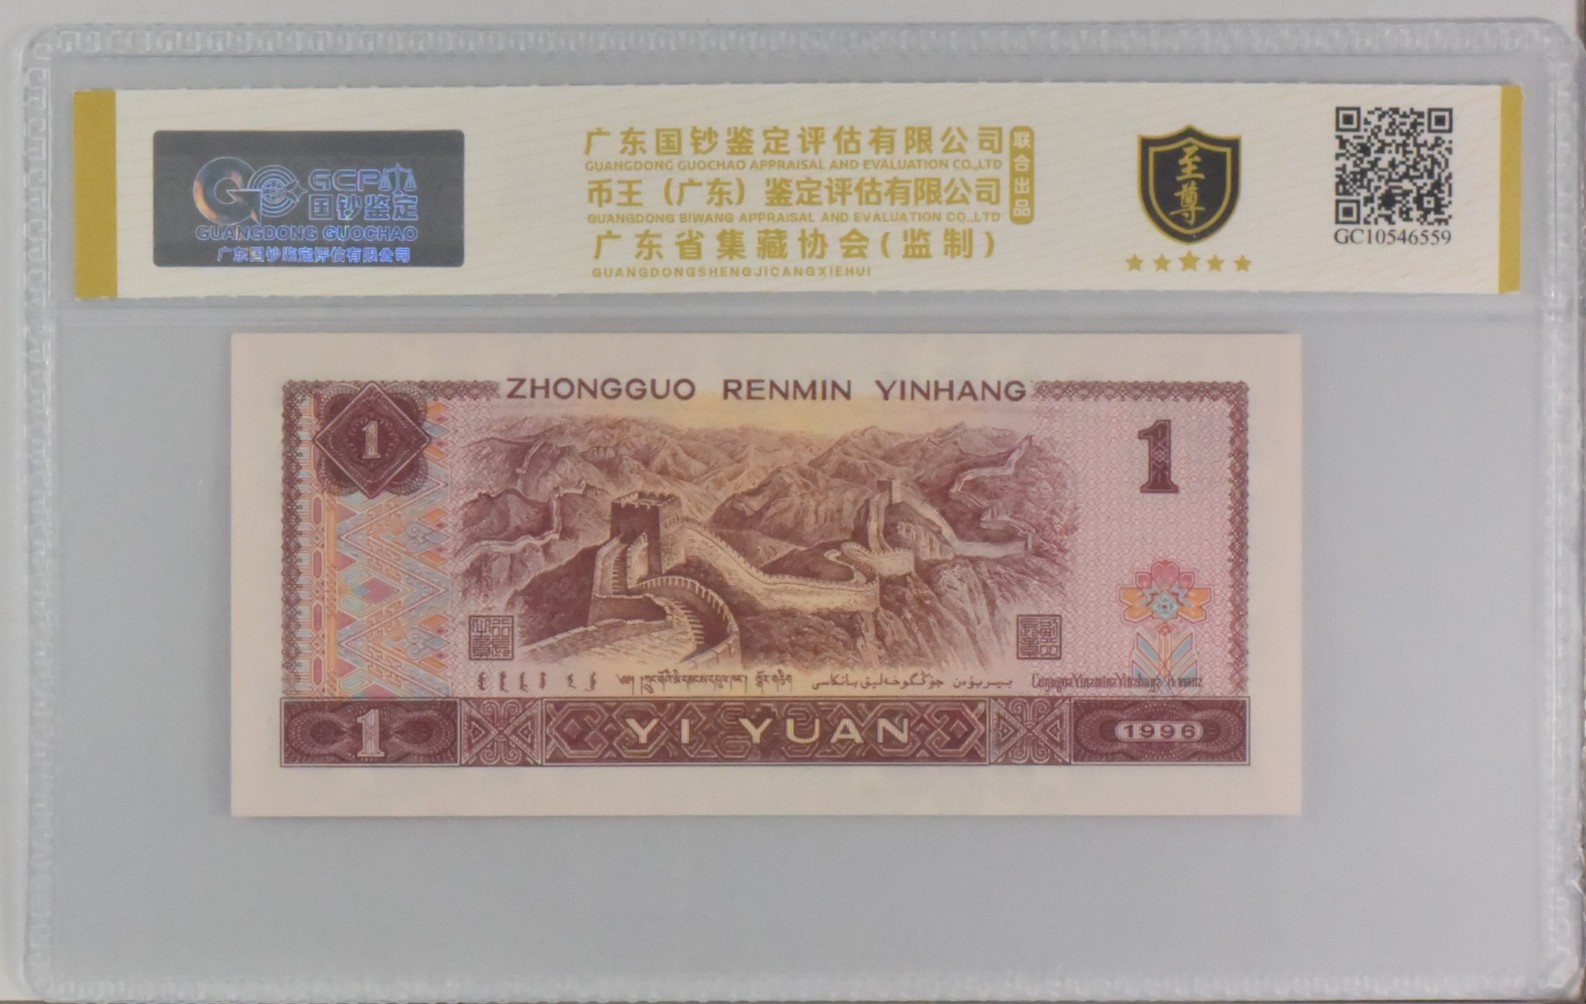 GCP
国钞鉴定
GUANGDONG GUOCHAO
广东国钞鉴定评估有限公司
广东国钞鉴定评估有限公司
GUANGDONG GUOCHAO APPRAISAL AND EVALUATION CO.,LTD
币王（广东）鉴定评估有限公司
GUANGDONG BIWANG APPRAISAL AND EVALUATION CO.,LTD
广东省集藏协会(监制)
GUANGDONGSHENGJICANGXIEHUI
联合出品
至尊
GC10546559
ZHONGGUO RENMIN YINHANG
1
1
1
YI YUAN
1996